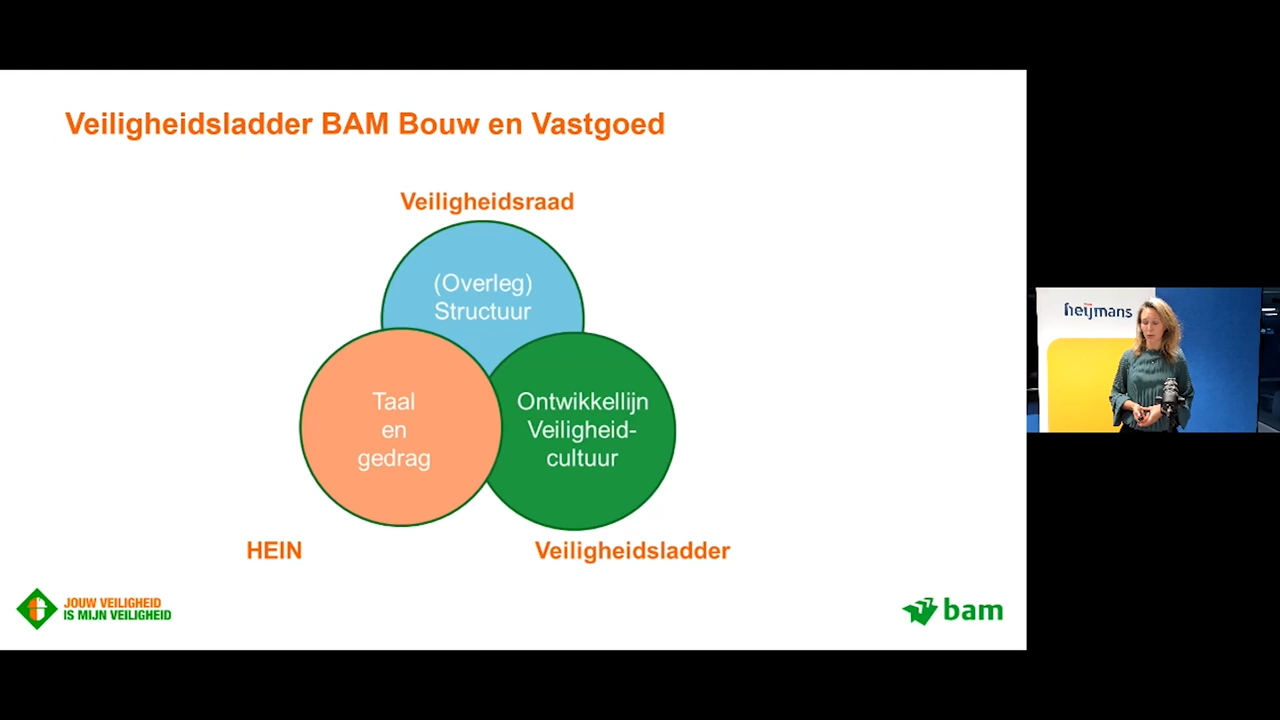 Veiligheidsladder BAM Bouw en Vastgoed
Veiligheidsraad
(Overleg)
Structuur
Taal
en
gedrag
Ontwikkellijn
Veiligheid-
cultuur
HEIN
Veiligheidsladder
JOUW VEILIGHEID
IS MIJN VEILIGHEID
bam
heijmans